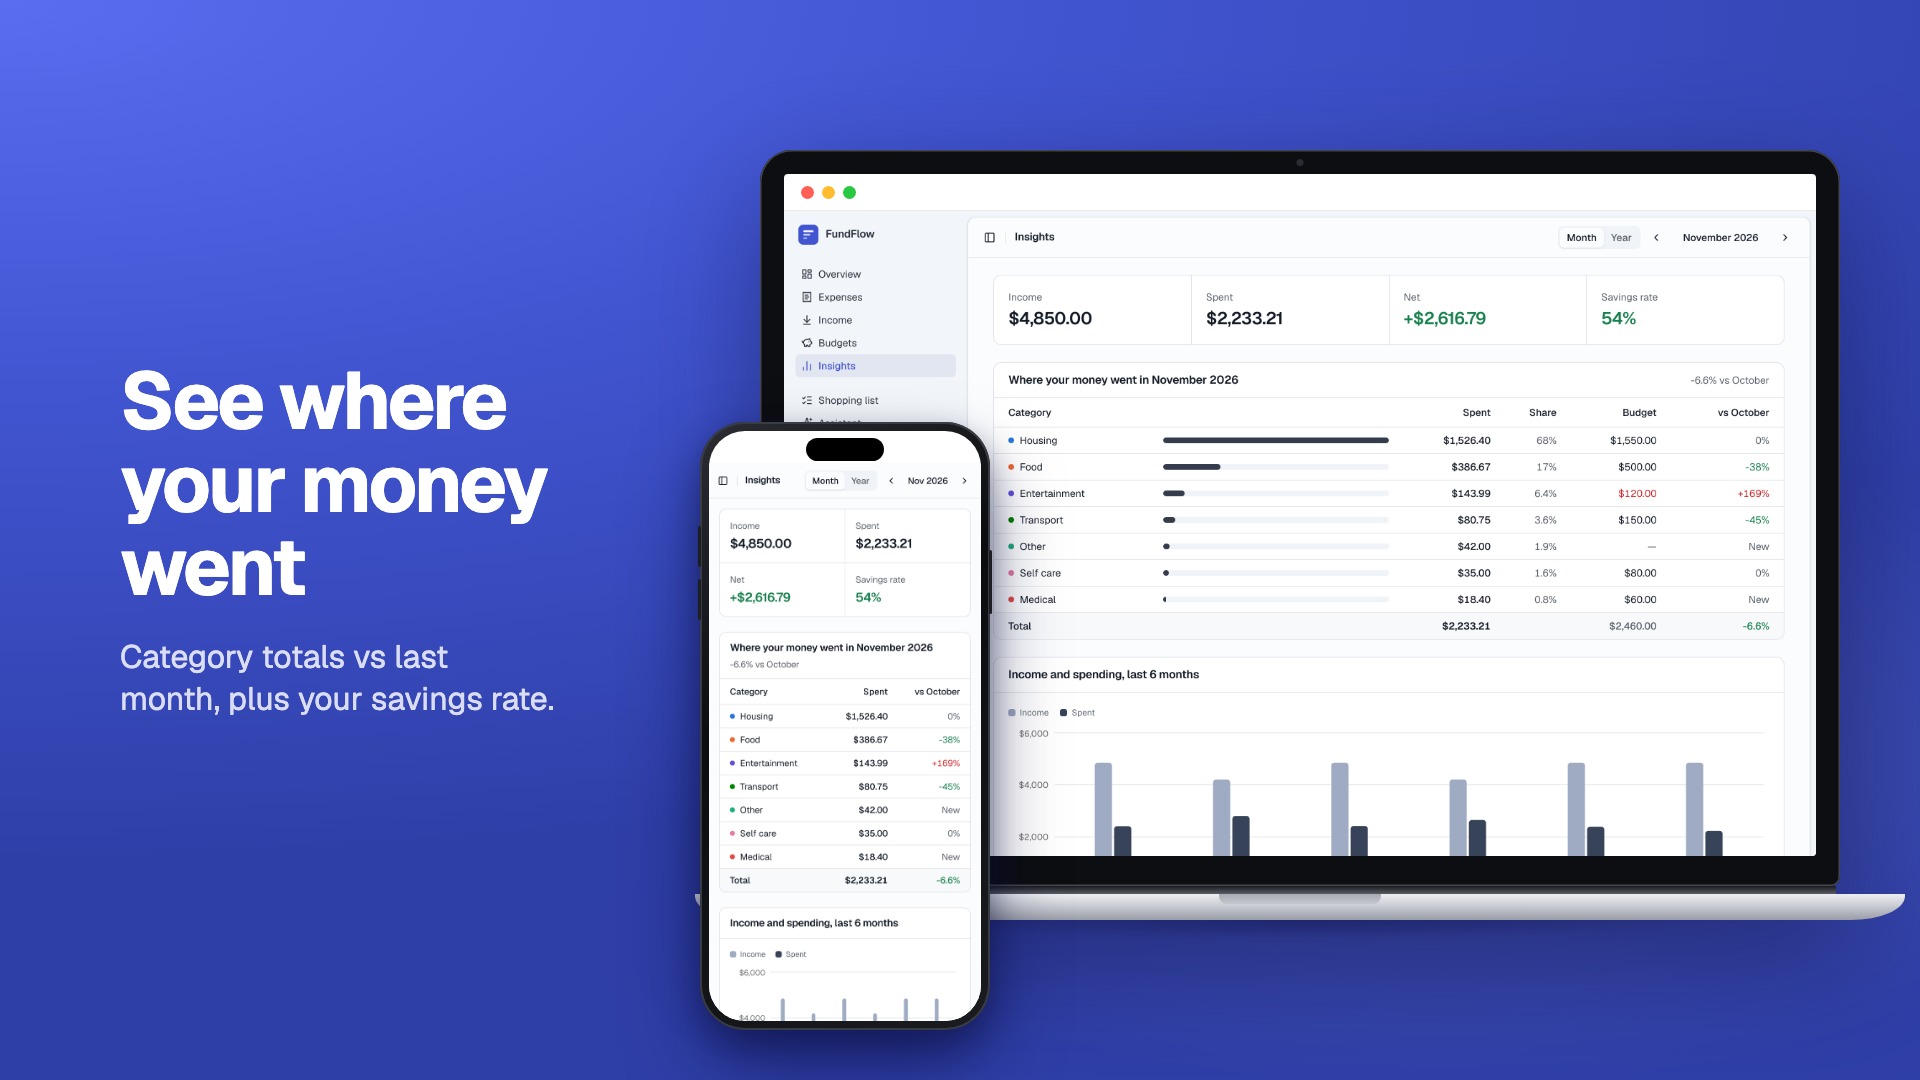 See where
your money
went
Category totals vs last
month, plus your savings rate.
FundFlow
Overview
Expenses
Income
Budgets
Insights
Shopping list
Insights
Month Year November 2026
Income Spent Net Savings rate
$4,850.00 $2,233.21 +$2,616.79 54%
Where your money went in November 2026 -6.6% vs October
Category Spent Share Budget vs October
Housing $1,526.40 68% $1,550.00 0%
Food $386.67 17% $500.00 -38%
Entertainment $143.99 6.4% $120.00 +169%
Transport $80.75 3.6% $150.00 -45%
Other $42.00 1.9% — New
Self care $35.00 1.6% $80.00 0%
Medical $18.40 0.8% $60.00 New
Total $2,233.21 $2,460.00 -6.6%
Income and spending, last 6 months
Income Spent
$6,000
$4,000
$2,000
Insights Month Year Nov 2026
Income Spent
$4,850.00 $2,233.21
Net Savings rate
+$2,616.79 54%
Where your money went in November 2026
-6.6% vs October
Category Spent vs October
Housing $1,526.40 0%
Food $386.67 -38%
Entertainment $143.99 +169%
Transport $80.75 -45%
Other $42.00 New
Self care $35.00 0%
Medical $18.40 New
Total $2,233.21 -6.6%
Income and spending, last 6 months
Income Spent
$6,000
$4,000